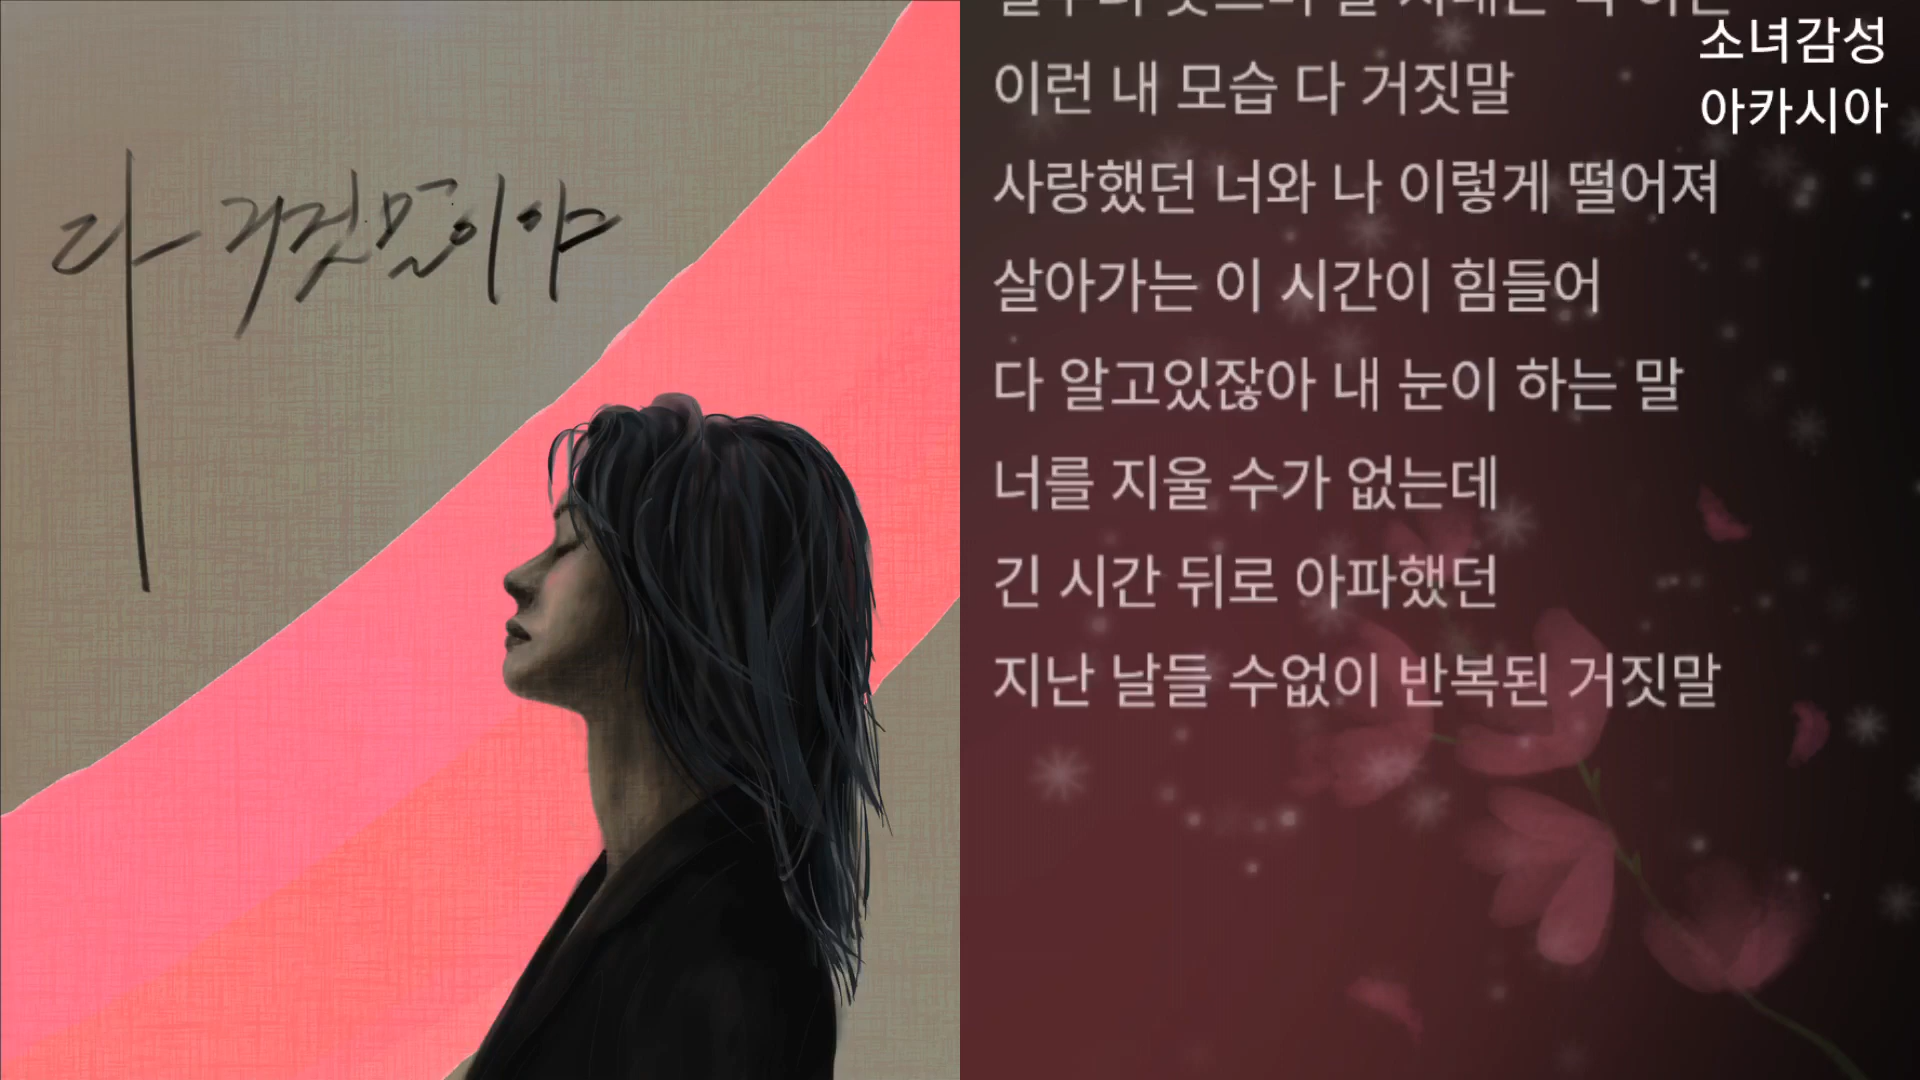 다 거짓말이야
소녀감성
아카시아
이런 내 모습 다 거짓말
사랑했던 너와 나 이렇게 떨어져
살아가는 이 시간이 힘들어
다 알고있잖아 내 눈이 하는 말
너를 지울 수가 없는데
긴 시간 뒤로 아파했던
지난 날들 수없이 반복된 거짓말